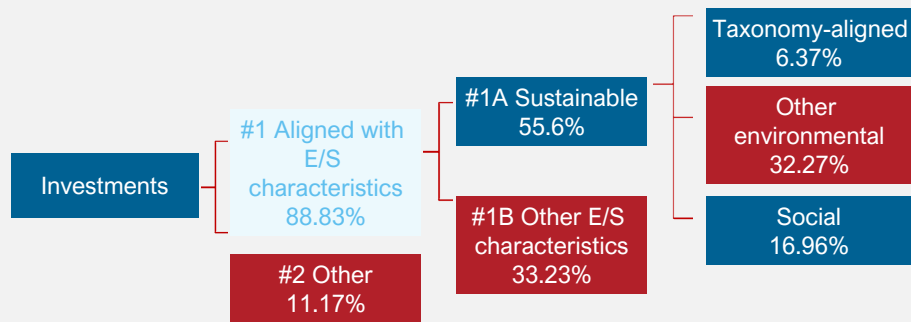 Investments
#1 Aligned with
E/S
characteristics
88.83%
#2 Other
11.17%
#1A Sustainable
55.6%
#1B Other E/S
characteristics
33.23%
Taxonomy-aligned
6.37%
Other
environmental
32.27%
Social
16.96%